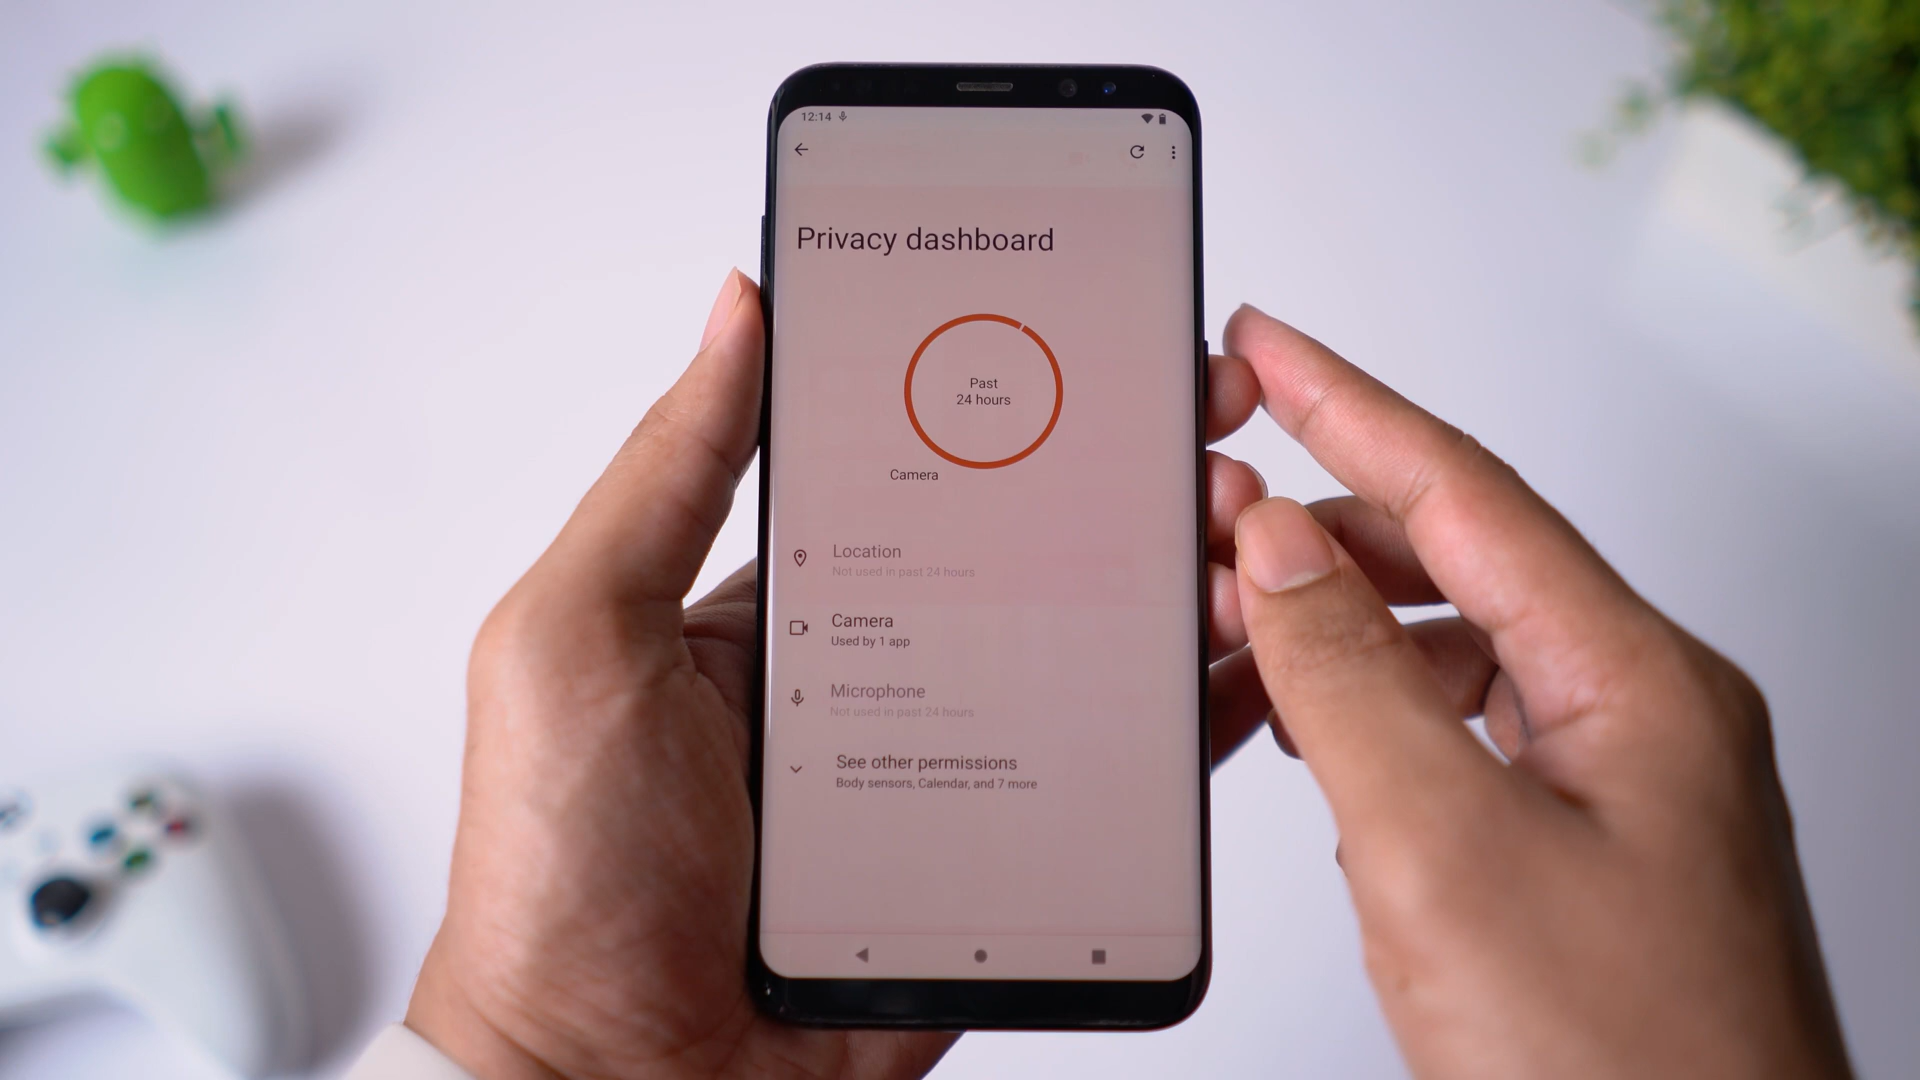 12:14
Privacy dashboard
Past
24 hours
Camera
Location
Not used in past 24 hours
Camera
Used by 1 app
Microphone
Not used in past 24 hours
See other permissions
Body sensors, Calendar, and 7 more